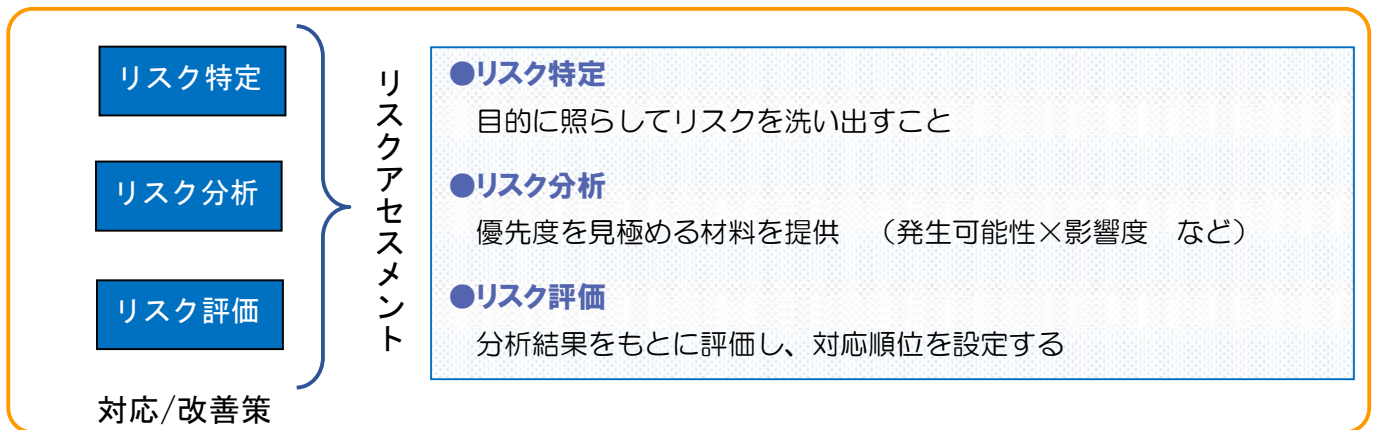 リスク特定
リスク分析
リスク評価
対応/改善策
リスクアセスメント
●リスク特定
目的に照らしてリスクを洗い出すこと
●リスク分析
優先度を見極める材料を提供　（発生可能性×影響度　など）
●リスク評価
分析結果をもとに評価し、対応順位を設定する